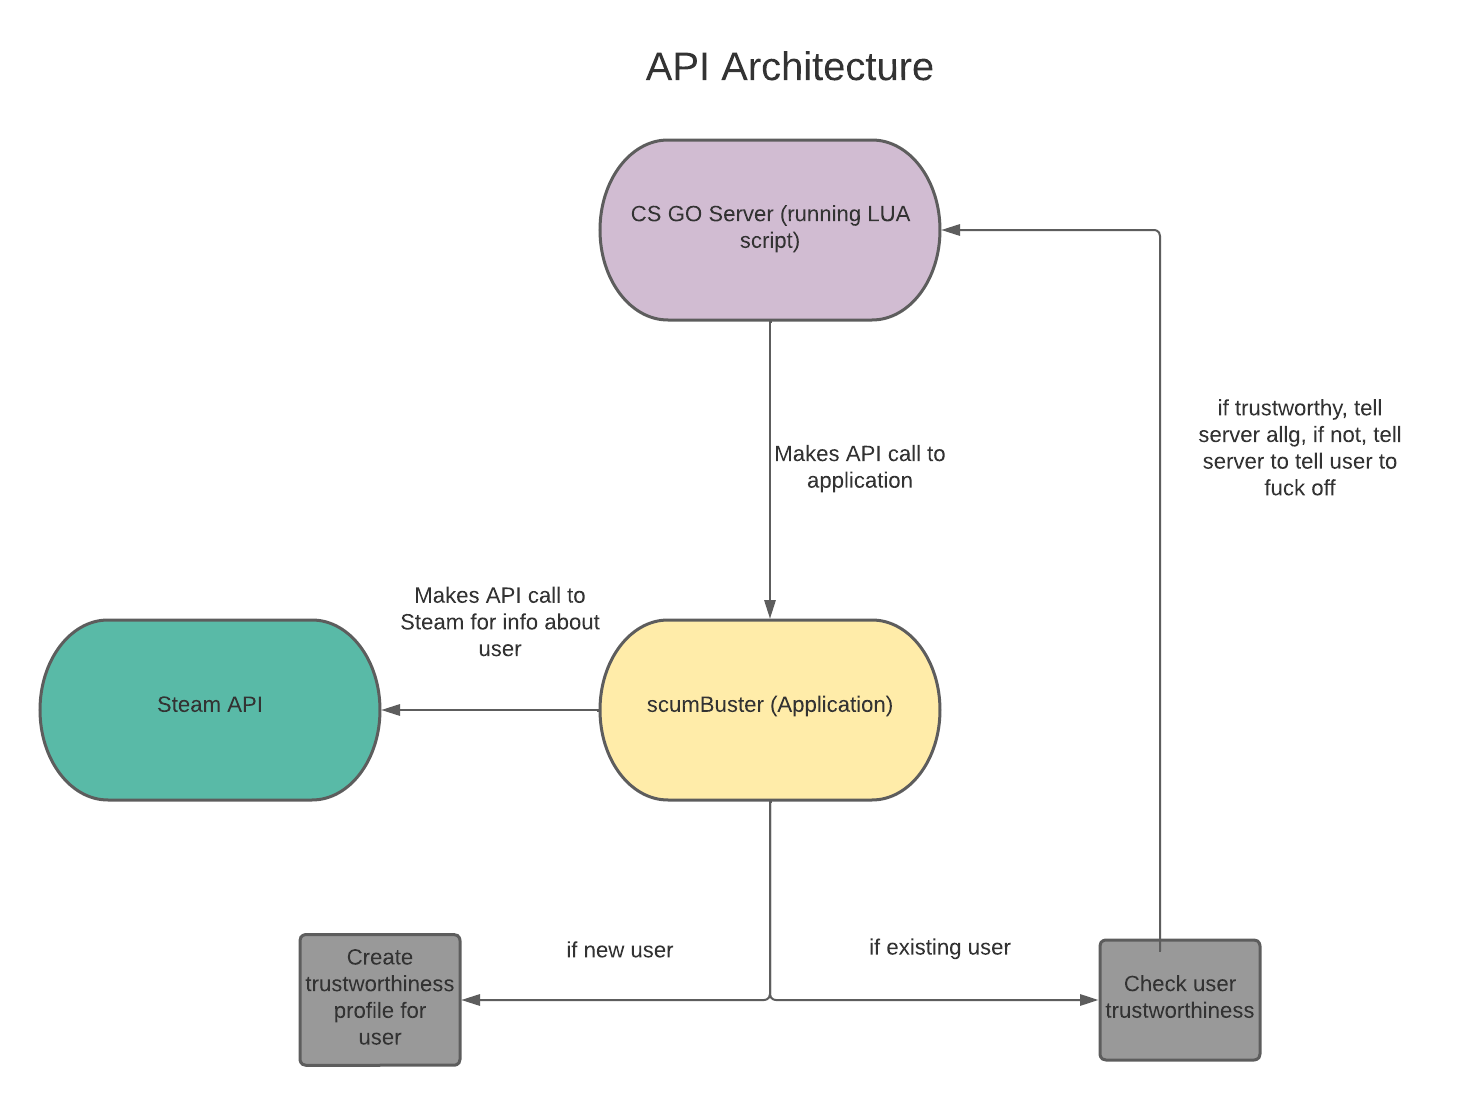 API Architecture
CS GO Server (running LUA
script)
if trustworthy, tell
server allg, if not, tell
server to tell user to
fuck off
Makes API call to
application
Makes API call to
Steam for info about
user
Steam API
scumBuster (Application)
if new user
if existing user
Create
trustworthiness
profile for
user
Check user
trustworthiness